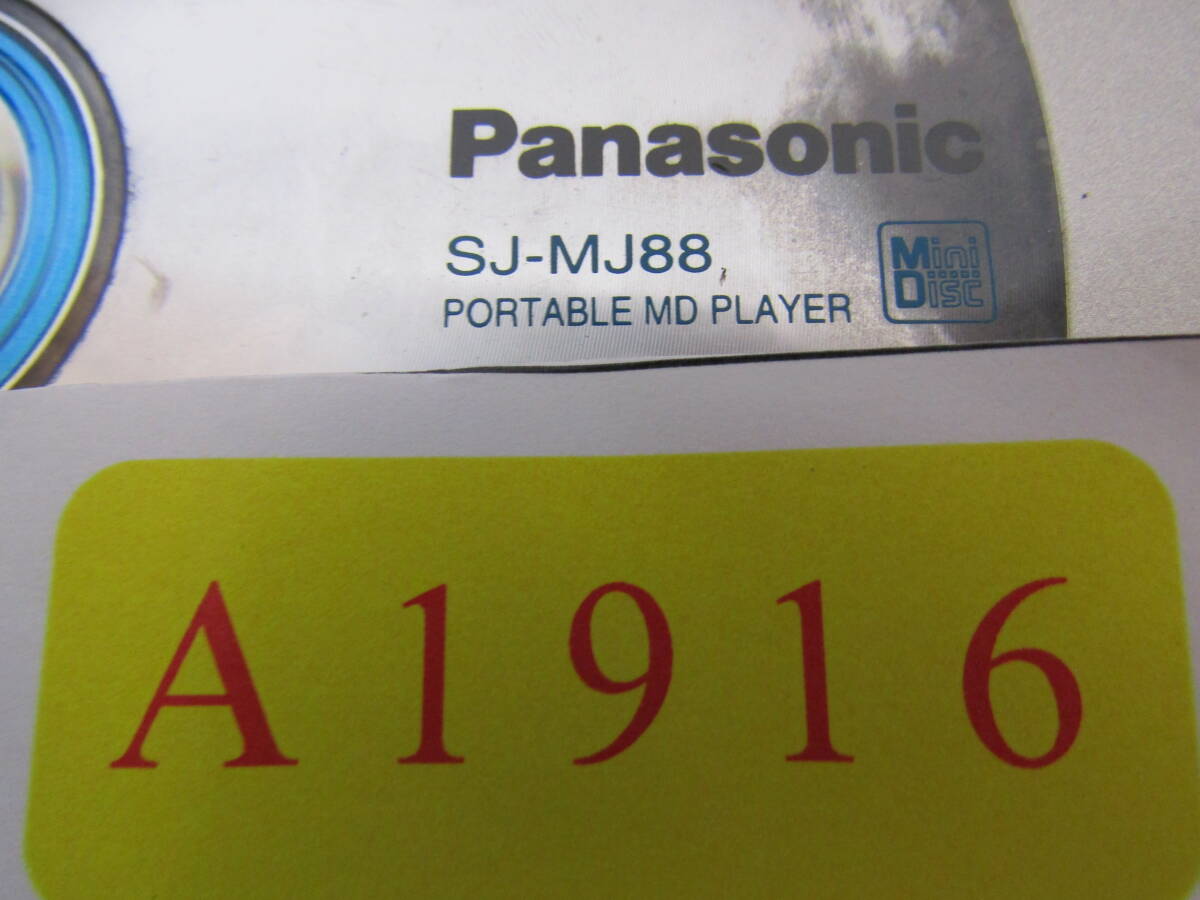 Panasonic
SJ-MJ88
PORTABLE MD PLAYER
Mini
Disc
A1916